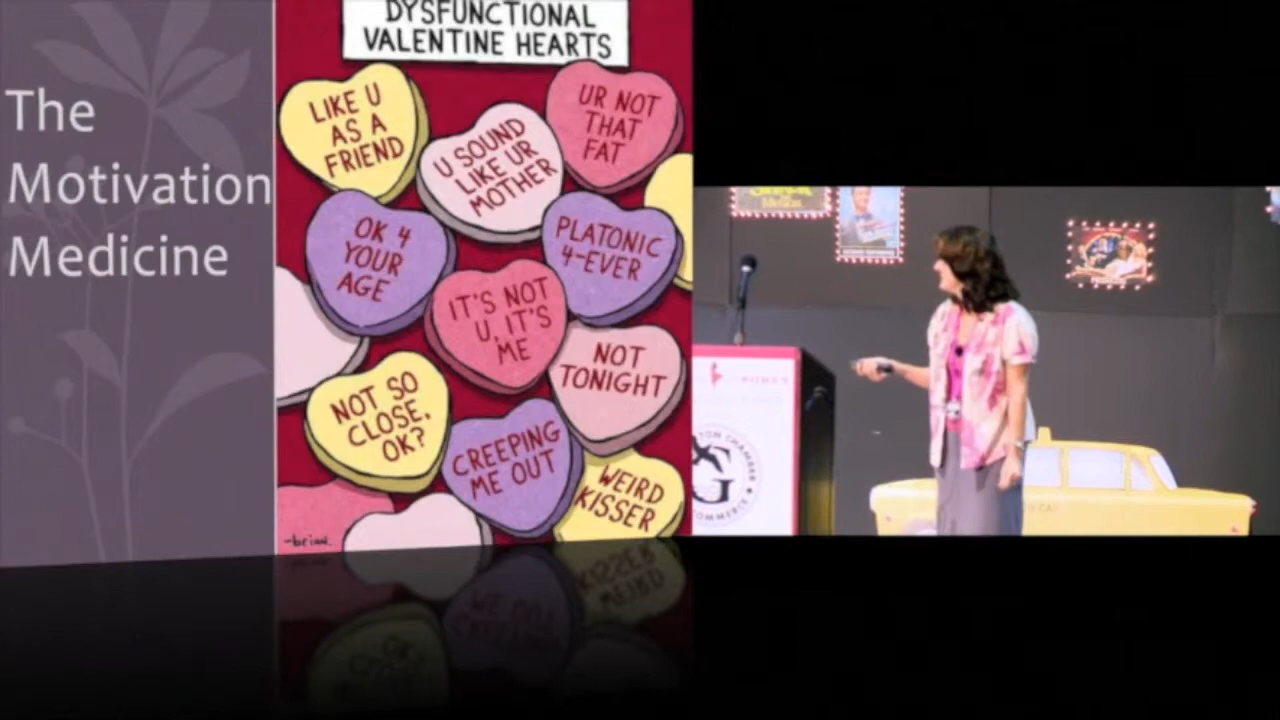 The
Motivation
Medicine
DYSFUNCTIONAL
VALENTINE HEARTS
LIKE U
AS A
FRIEND
U SOUND
LIKE UR
MOTHER
UR NOT
THAT
FAT
OK 4
YOUR
AGE
PLATONIC
4-EVER
IT'S NOT
U, IT'S
ME
NOT
TONIGHT
NOT SO
CLOSE,
OK?
CREEPING
ME OUT
WEIRD
KISSER
-brian
WOMEN
G